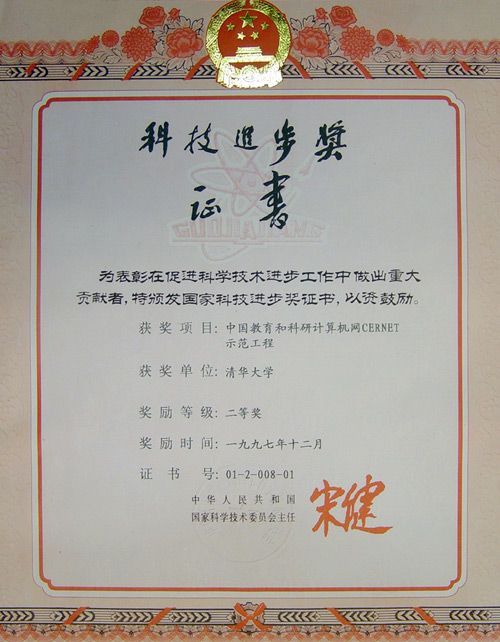 科技進步奖
证書
为表彰在促进科学技术进步工作中做出重大
贡献者，特颁发国家科技进步奖证书，以资鼓励。
获奖项目：中国教育和科研计算机网CERNET
示范工程
获奖单位：清华大学
奖励等级：二等奖
奖励时间：一九九七年十二月
证书号：01-2-008-01
中华人民共和国
国家科学技术委员会主任
宋健